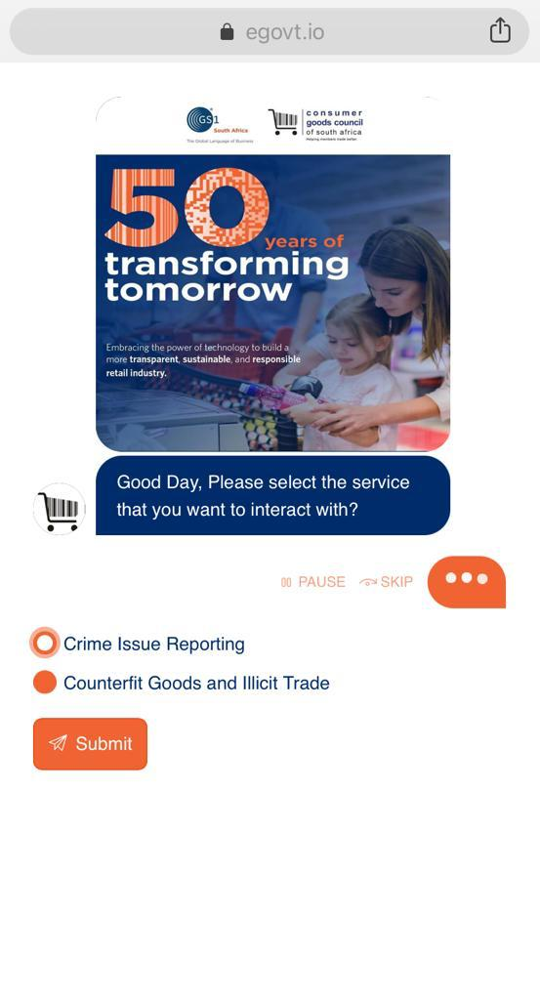 egovt.io
GS1
South Africa
The Global Language of Business
consumer
goods council
of south africa
Helping members trade better
50
years of
transforming
tomorrow
Embracing the power of technology to build a
more transparent, sustainable, and responsible
retail industry.
Good Day, Please select the service
that you want to interact with?
PAUSE
SKIP
Crime Issue Reporting
Counterfit Goods and Illicit Trade
Submit